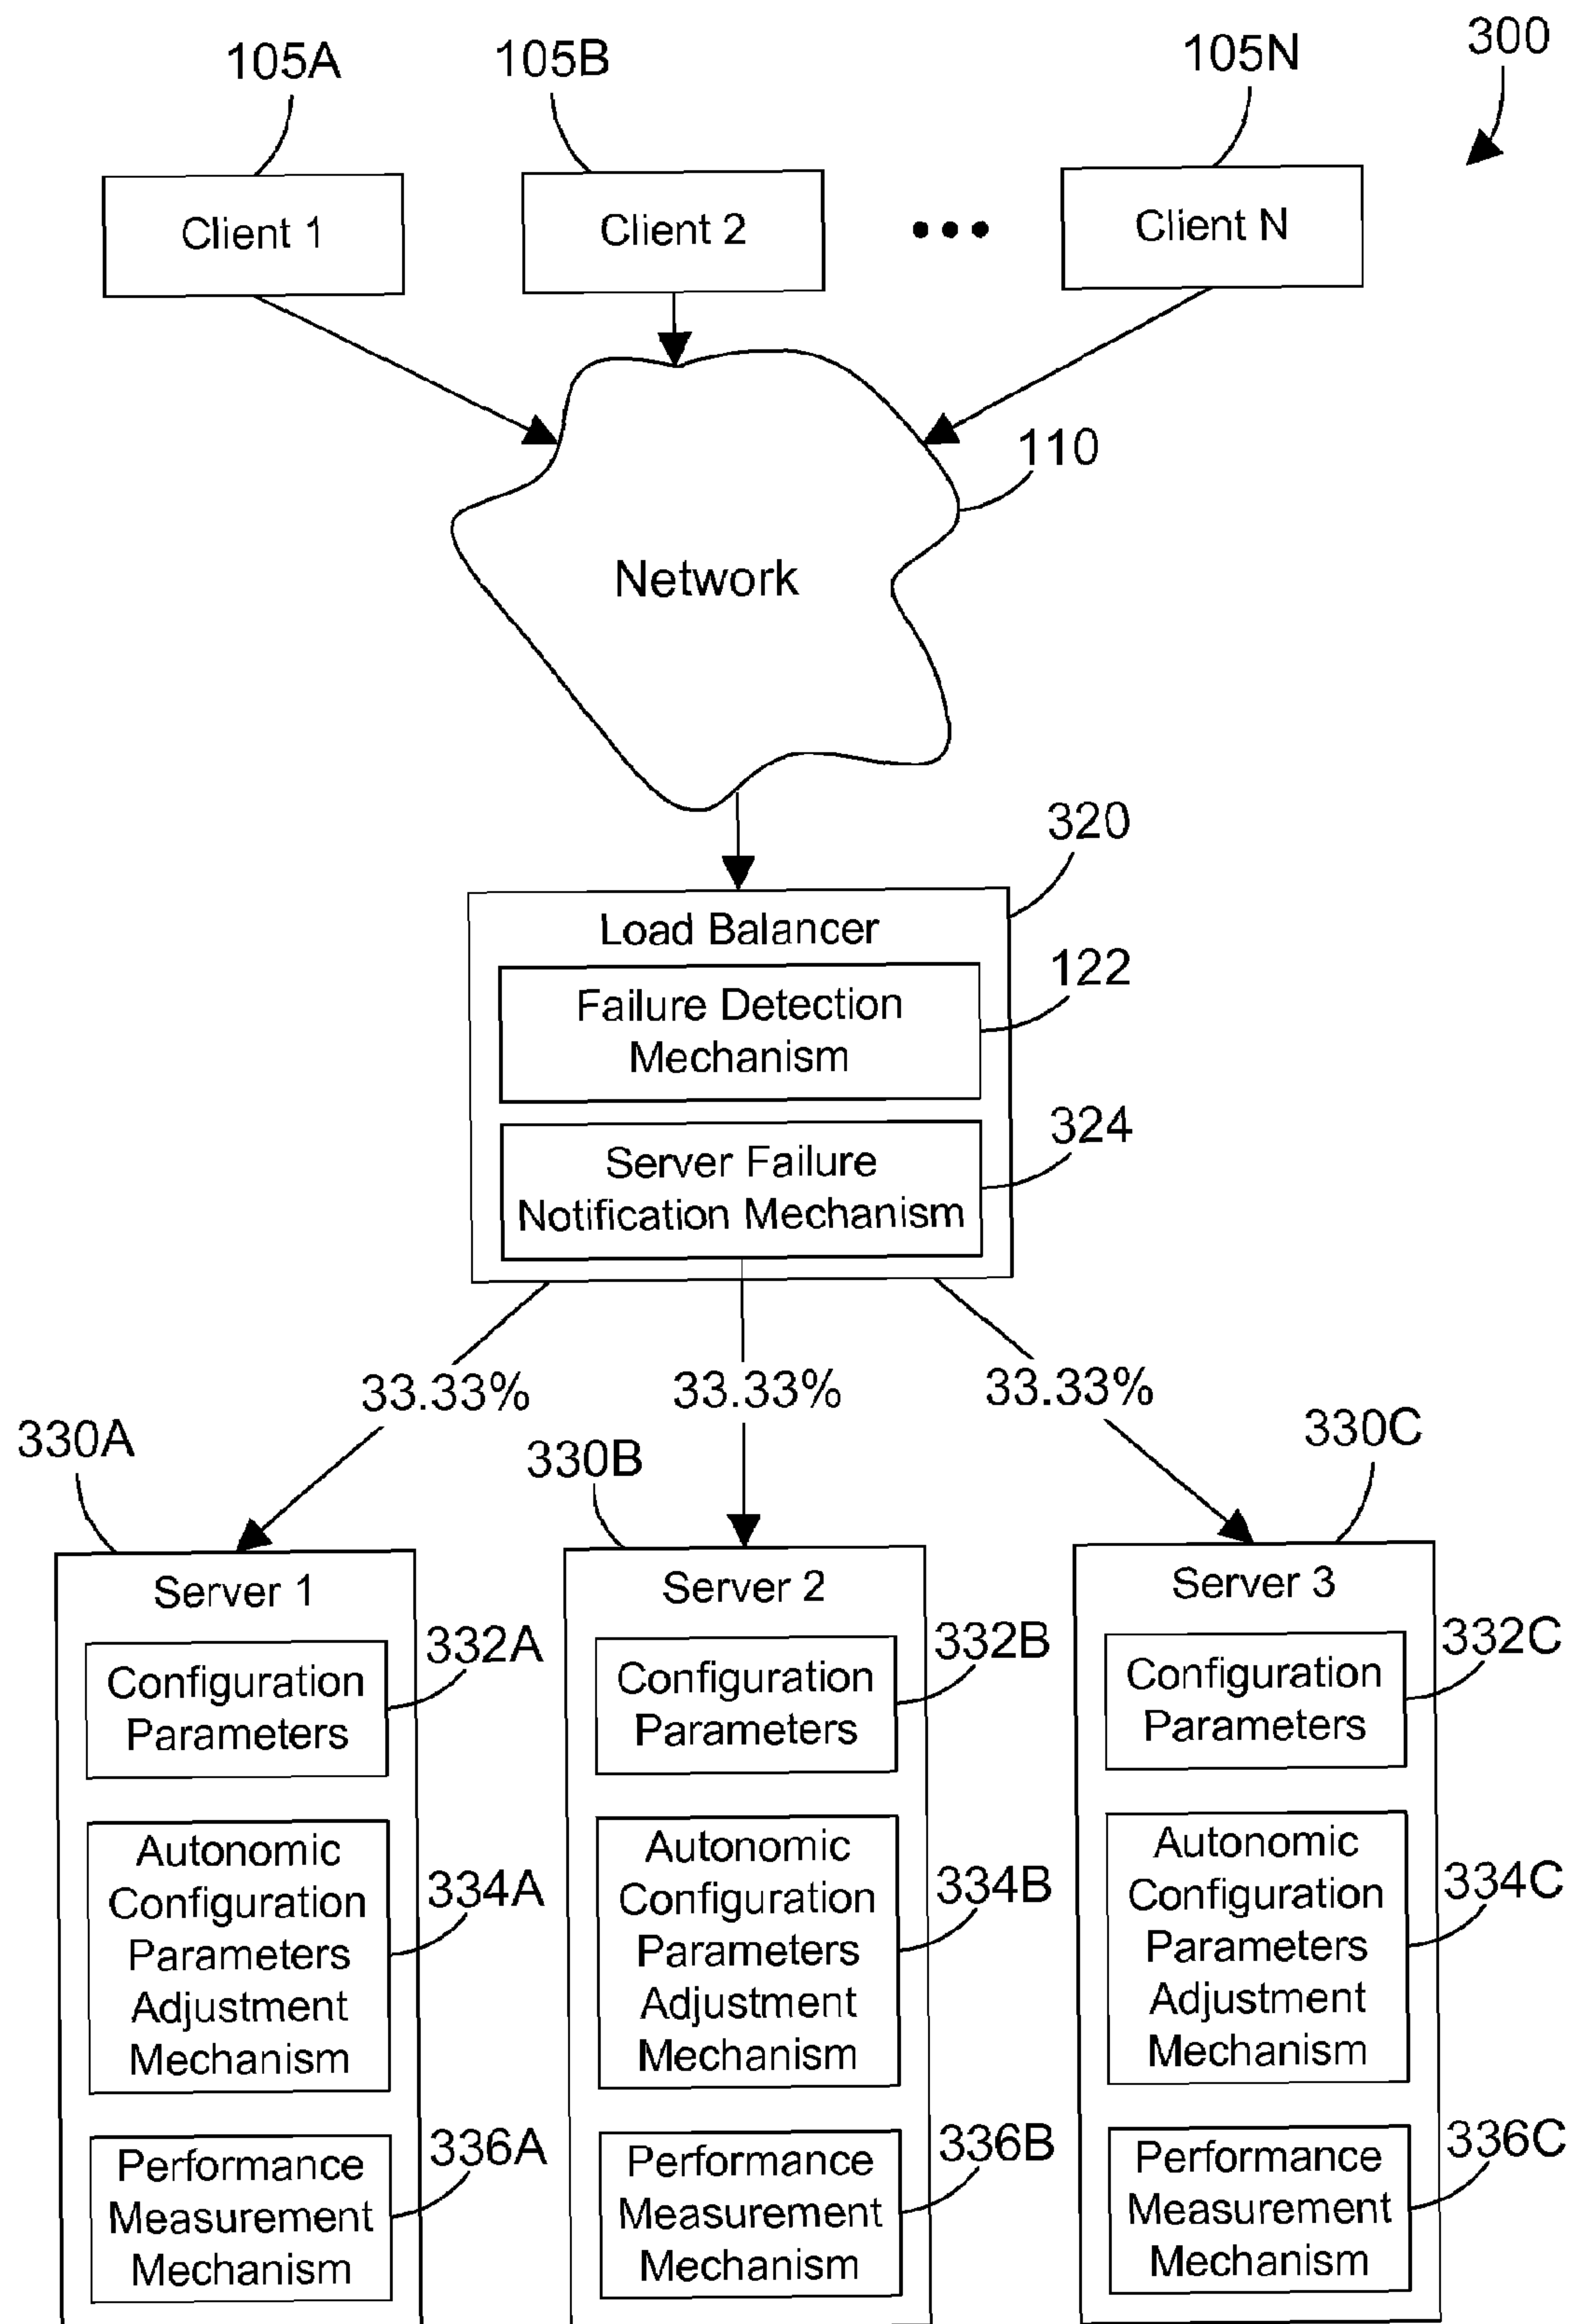 300
105A
105B
105N
Client 1
Client 2
Client N
110
Network
320
Load Balancer
122
Failure Detection
Mechanism
324
Server Failure
Notification Mechanism
33.33%
33.33%
33.33%
330A
330B
330C
Server 1
Configuration
Parameters
332A
Autonomic
Configuration
Parameters
Adjustment
Mechanism
334A
Performance
Measurement
Mechanism
336A
Server 2
Configuration
Parameters
332B
Autonomic
Configuration
Parameters
Adjustment
Mechanism
334B
Performance
Measurement
Mechanism
336B
Server 3
Configuration
Parameters
332C
Autonomic
Configuration
Parameters
Adjustment
Mechanism
334C
Performance
Measurement
Mechanism
336C